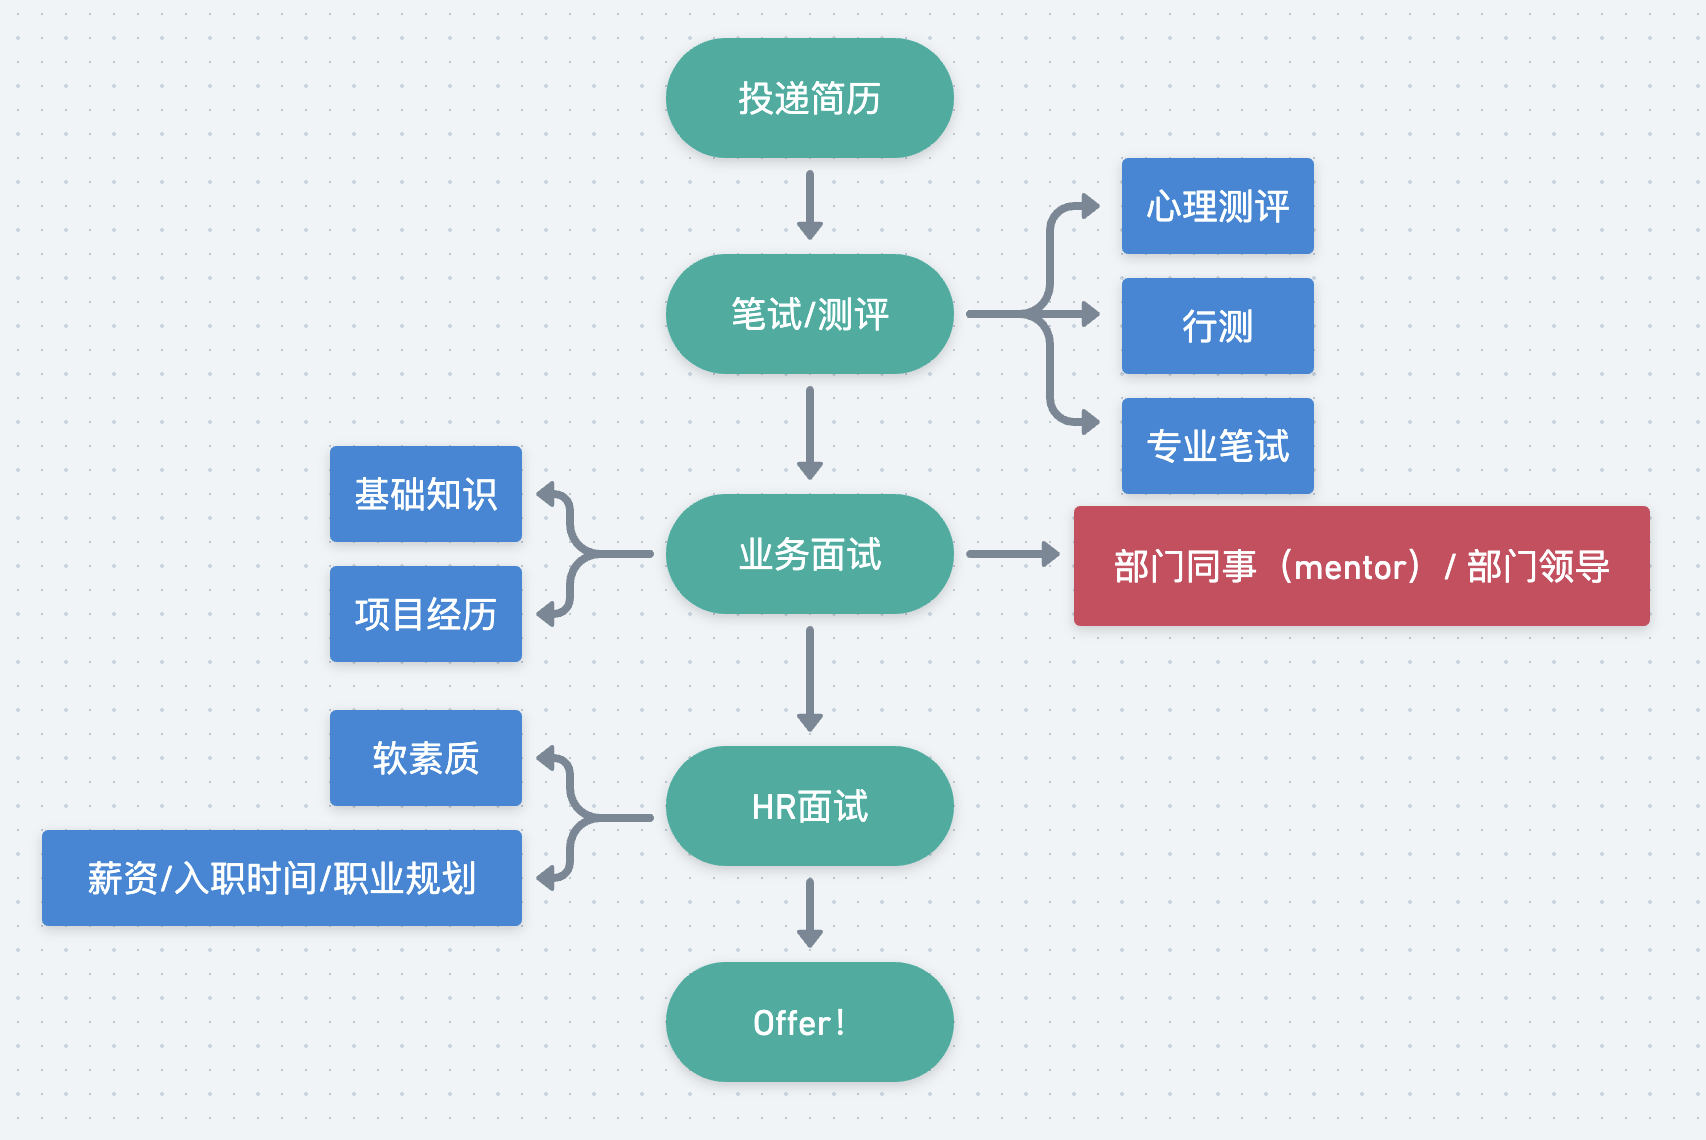 投递简历
笔试/测评
心理测评
行测
专业笔试
业务面试
基础知识
项目经历
部门同事（mentor）/ 部门领导
HR面试
软素质
薪资/入职时间/职业规划
Offer！